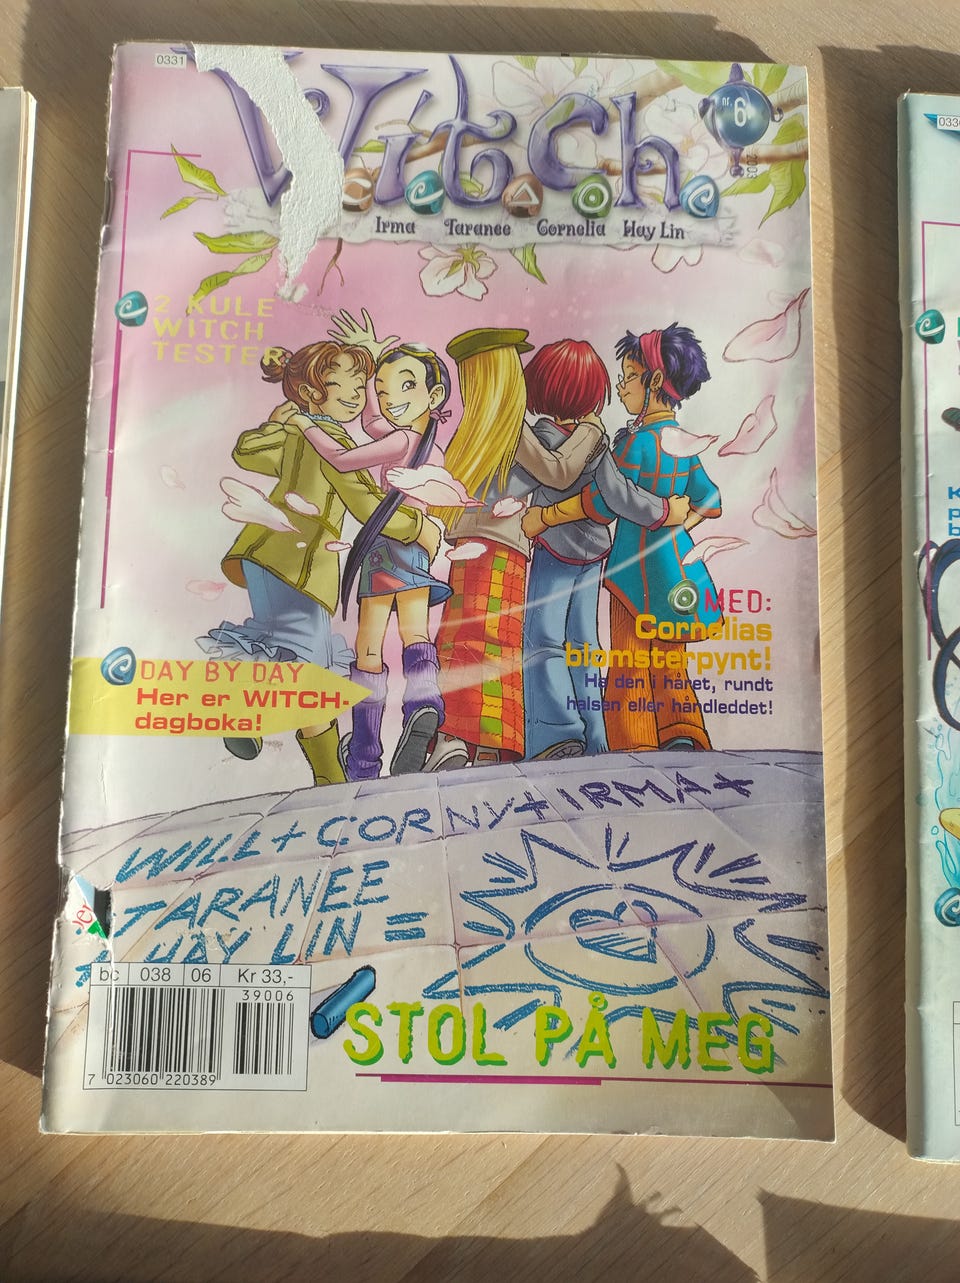 0331
Witch
nr. 6
2003
Irma Taranee Cornelia Hay Lin
2 KULE
WITCH
TESTER
MED:
Cornelias
blomsterpynt!
Ha den i håret, rundt
halsen eller håndleddet!
DAY BY DAY
Her er WITCH-
dagboka!
WILL + CORNY + IRMA +
TARANEE
+ HAY LIN =
bc 038 06 Kr 33,-
39006
7 023060 220389
STOL PÅ MEG